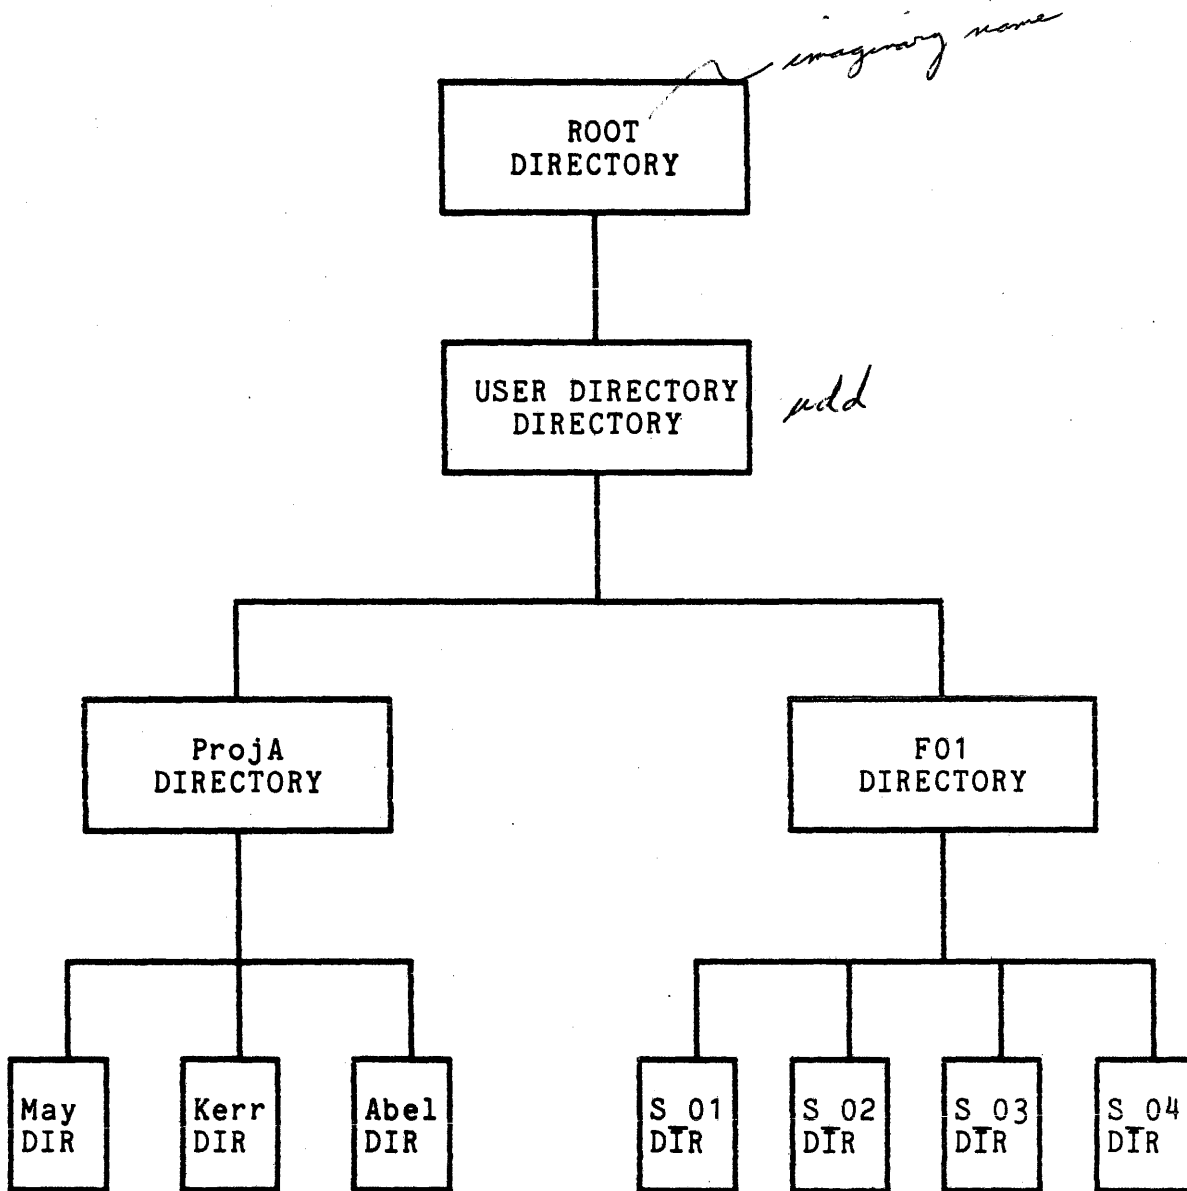 imaginary name
ROOT
DIRECTORY
USER DIRECTORY
DIRECTORY
udd
ProjA
DIRECTORY
F01
DIRECTORY
May
DIR
Kerr
DIR
Abel
DIR
S_01
DIR
S_02
DIR
S_03
DIR
S_04
DIR